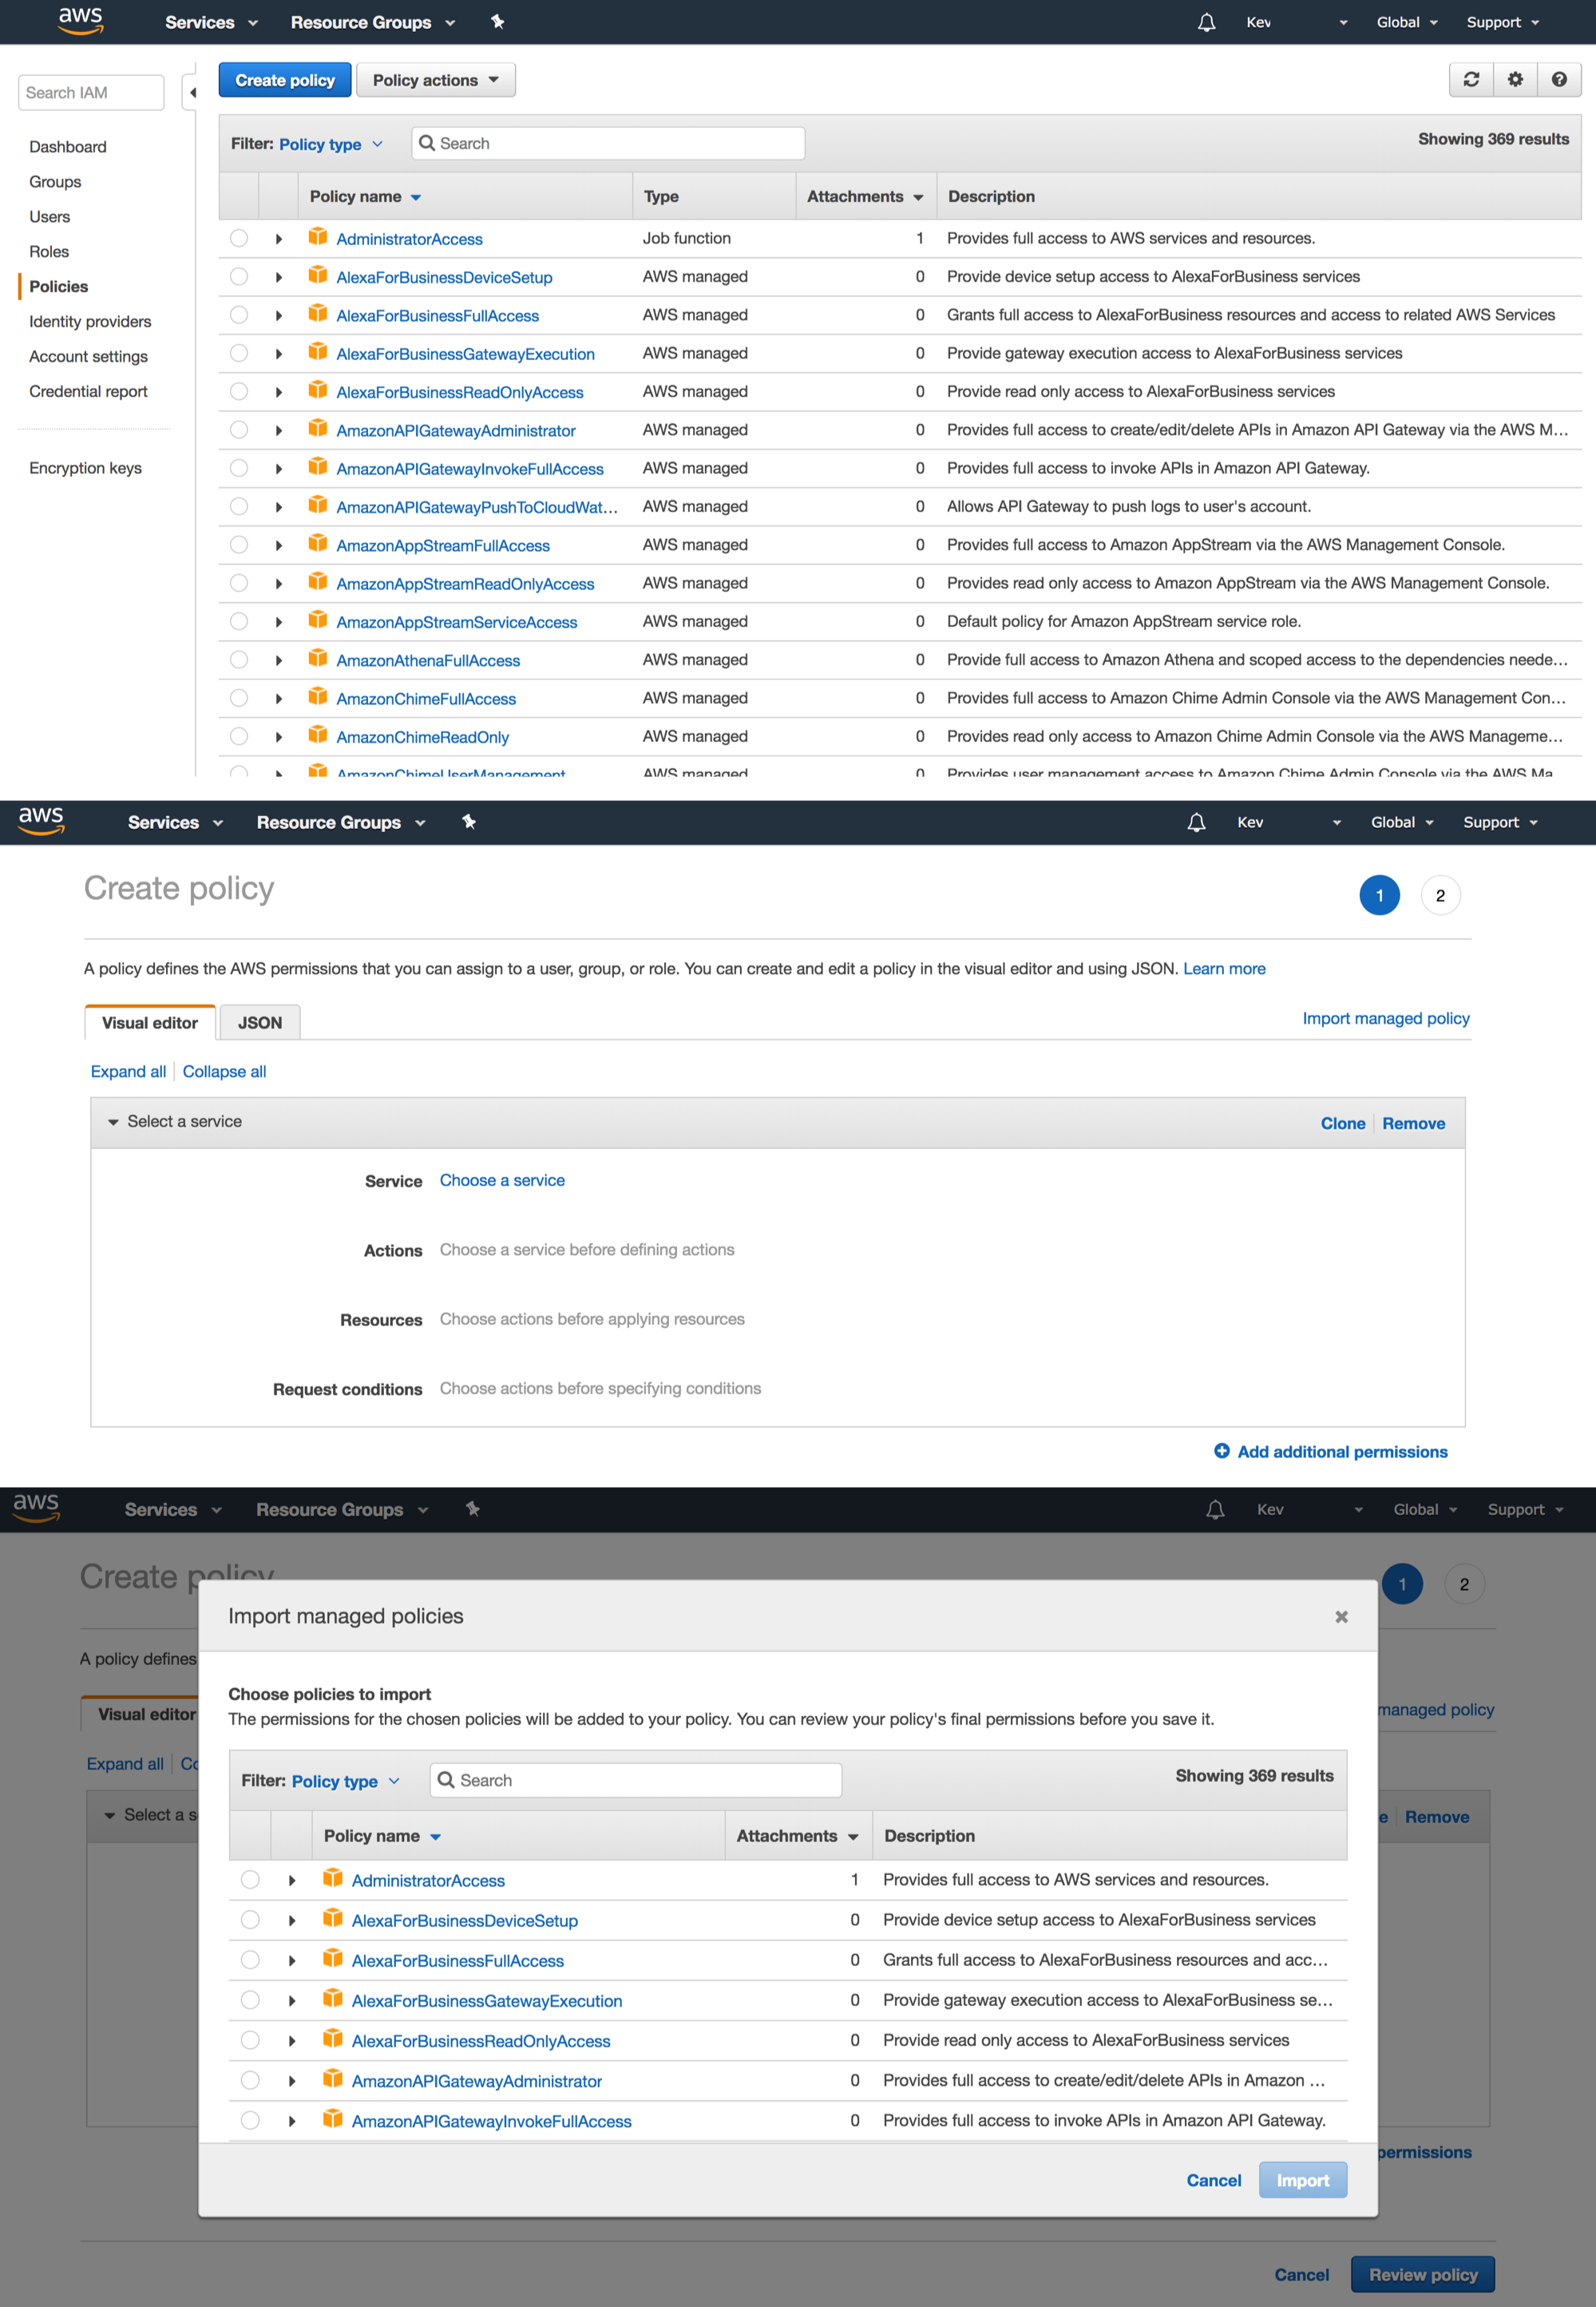 aws Services Resource Groups Kev Global Support
Search IAM
Dashboard
Groups
Users
Roles
Policies
Identity providers
Account settings
Credential report
Encryption keys
Create policy Policy actions
Filter: Policy type Search Showing 369 results
Policy name Type Attachments Description
AdministratorAccess Job function 1 Provides full access to AWS services and resources.
AlexaForBusinessDeviceSetup AWS managed 0 Provide device setup access to AlexaForBusiness services
AlexaForBusinessFullAccess AWS managed 0 Grants full access to AlexaForBusiness resources and access to related AWS Services
AlexaForBusinessGatewayExecution AWS managed 0 Provide gateway execution access to AlexaForBusiness services
AlexaForBusinessReadOnlyAccess AWS managed 0 Provide read only access to AlexaForBusiness services
AmazonAPIGatewayAdministrator AWS managed 0 Provides full access to create/edit/delete APIs in Amazon API Gateway via the AWS M...
AmazonAPIGatewayInvokeFullAccess AWS managed 0 Provides full access to invoke APIs in Amazon API Gateway.
AmazonAPIGatewayPushToCloudWat... AWS managed 0 Allows API Gateway to push logs to user's account.
AmazonAppStreamFullAccess AWS managed 0 Provides full access to Amazon AppStream via the AWS Management Console.
AmazonAppStreamReadOnlyAccess AWS managed 0 Provides read only access to Amazon AppStream via the AWS Management Console.
AmazonAppStreamServiceAccess AWS managed 0 Default policy for Amazon AppStream service role.
AmazonAthenaFullAccess AWS managed 0 Provide full access to Amazon Athena and scoped access to the dependencies neede...
AmazonChimeFullAccess AWS managed 0 Provides full access to Amazon Chime Admin Console via the AWS Management Con...
AmazonChimeReadOnly AWS managed 0 Provides read only access to Amazon Chime Admin Console via the AWS Manageme...
AmazonChimeUserManagement AWS managed 0 Provides user management access to Amazon Chime Admin Console via the AWS Ma
aws Services Resource Groups Kev Global Support
Create policy 1 2
A policy defines the AWS permissions that you can assign to a user, group, or role. You can create and edit a policy in the visual editor and using JSON. Learn more
Visual editor JSON Import managed policy
Expand all Collapse all
Select a service Clone Remove
Service Choose a service
Actions Choose a service before defining actions
Resources Choose actions before applying resources
Request conditions Choose actions before specifying conditions
Add additional permissions
aws Services Resource Groups Kev Global Support
Create policy 1 2
A policy defines
Visual editor managed policy
Expand all Co
Select a s e Remove
permissions
Import managed policies
Choose policies to import
The permissions for the chosen policies will be added to your policy. You can review your policy's final permissions before you save it.
Filter: Policy type Search Showing 369 results
Policy name Attachments Description
AdministratorAccess 1 Provides full access to AWS services and resources.
AlexaForBusinessDeviceSetup 0 Provide device setup access to AlexaForBusiness services
AlexaForBusinessFullAccess 0 Grants full access to AlexaForBusiness resources and acc...
AlexaForBusinessGatewayExecution 0 Provide gateway execution access to AlexaForBusiness se...
AlexaForBusinessReadOnlyAccess 0 Provide read only access to AlexaForBusiness services
AmazonAPIGatewayAdministrator 0 Provides full access to create/edit/delete APIs in Amazon ...
AmazonAPIGatewayInvokeFullAccess 0 Provides full access to invoke APIs in Amazon API Gateway.
Cancel Import
Cancel Review policy